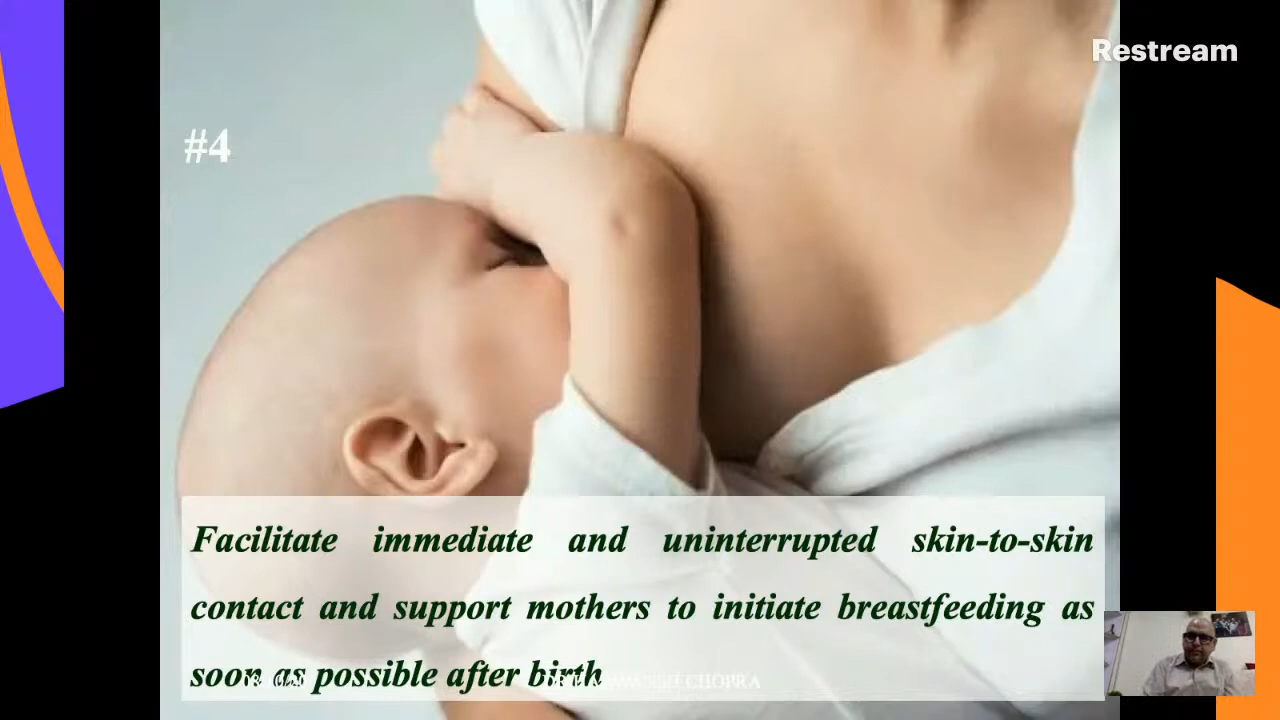 Restream
#4
Facilitate immediate and uninterrupted skin-to-skin
contact and support mothers to initiate breastfeeding as
soon as possible after birth
CHOPRA